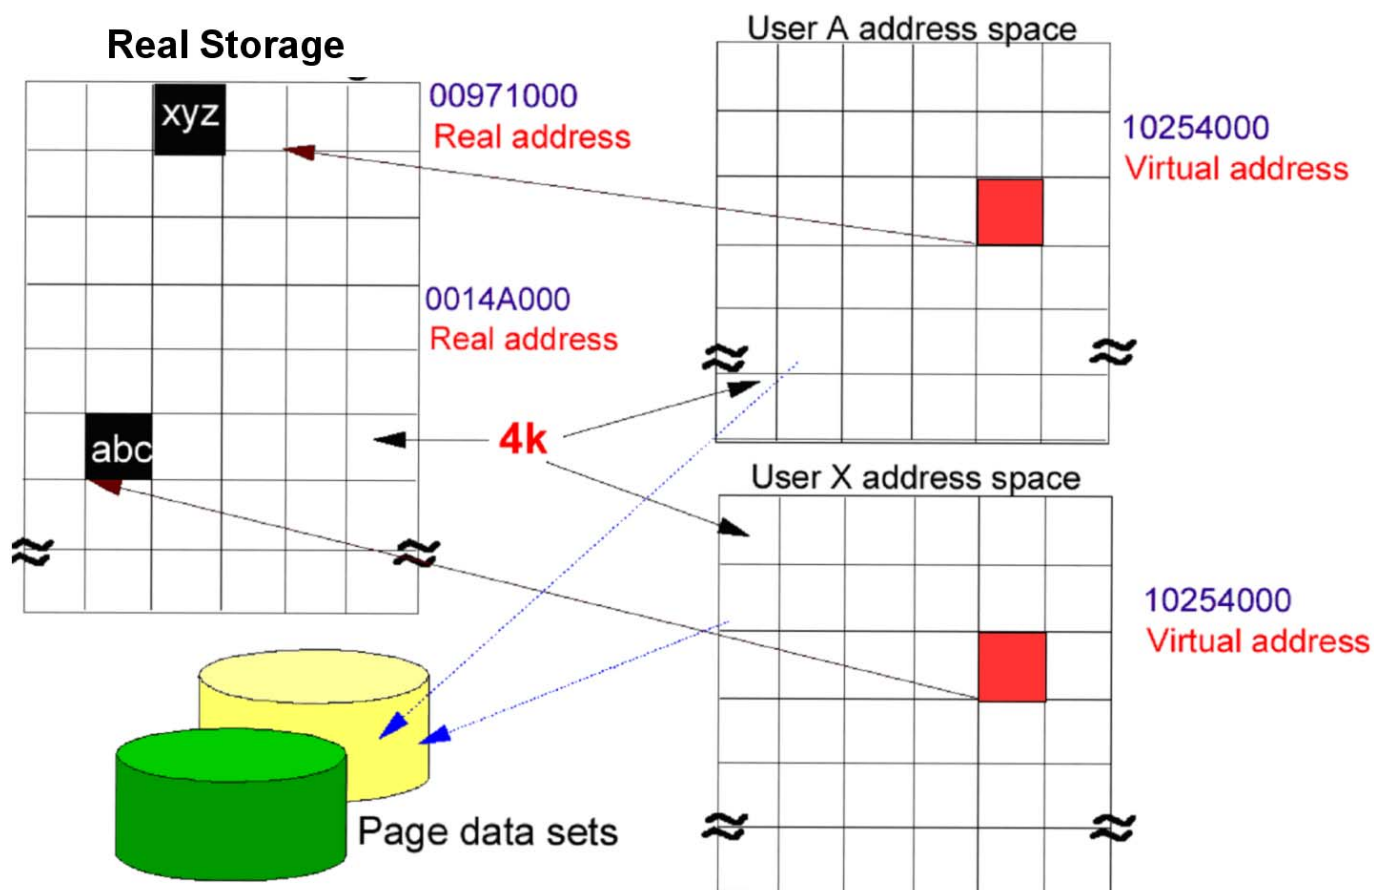 Real Storage
User A address space
xyz
00971000
Real address
10254000
Virtual address
0014A000
Real address
abc
4k
User X address space
10254000
Virtual address
Page data sets